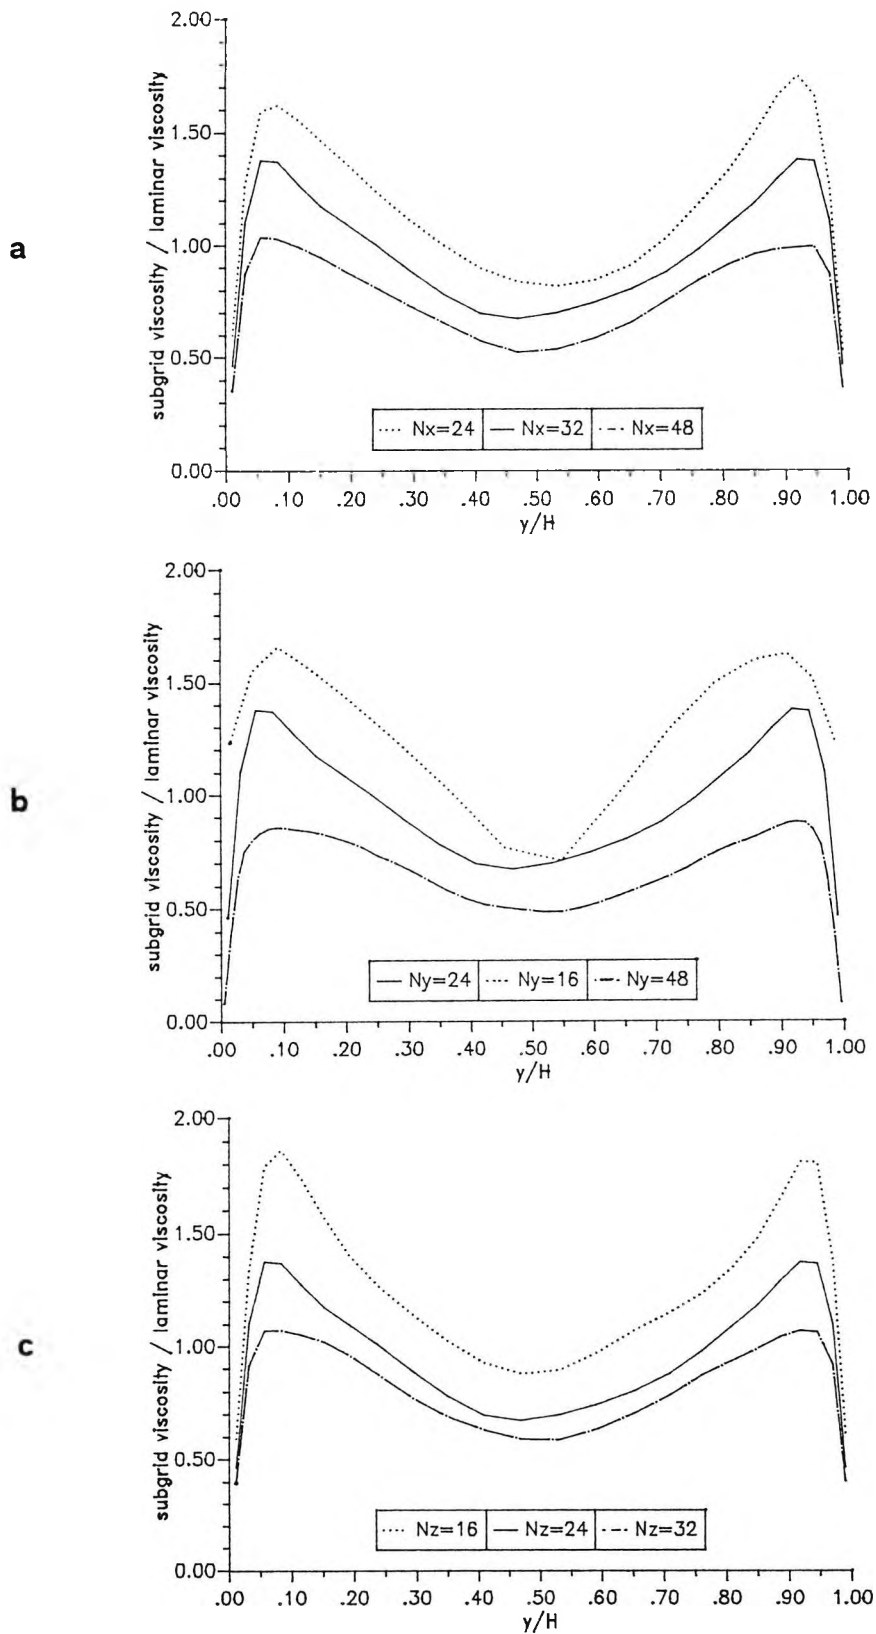 a
subgrid viscosity / laminar viscosity
2.00
1.50
1.00
0.50
0.00
Nx=24 Nx=32 Nx=48
.00 .10 .20 .30 .40 .50 .60 .70 .80 .90 1.00
y/H
b
subgrid viscosity / laminar viscosity
2.00
1.50
1.00
0.50
0.00
Ny=24 Ny=16 Ny=48
.00 .10 .20 .30 .40 .50 .60 .70 .80 .90 1.00
y/H
c
subgrid viscosity / laminar viscosity
2.00
1.50
1.00
0.50
0.00
Nz=16 Nz=24 Nz=32
.00 .10 .20 .30 .40 .50 .60 .70 .80 .90 1.00
y/H